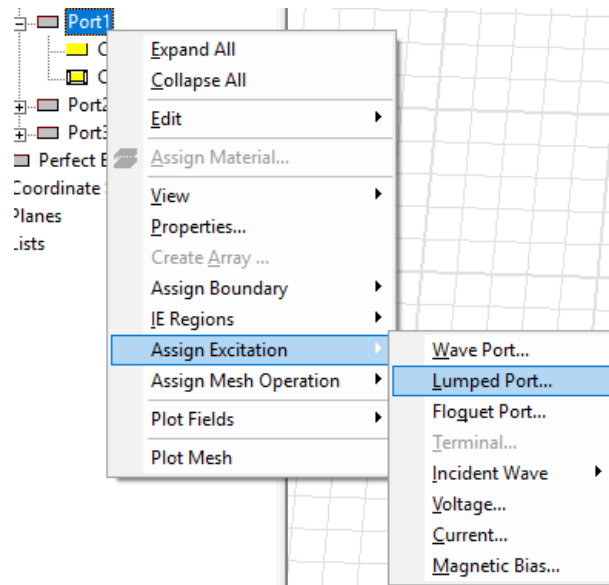 Port1
C
C
Port2
Port3
Perfect E
Coordinate
Planes
Lists
Expand All
Collapse All
Edit
Assign Material...
View
Properties...
Create Array ...
Assign Boundary
IE Regions
Assign Excitation
Assign Mesh Operation
Plot Fields
Plot Mesh
Wave Port...
Lumped Port...
Floquet Port...
Terminal...
Incident Wave
Voltage...
Current...
Magnetic Bias...